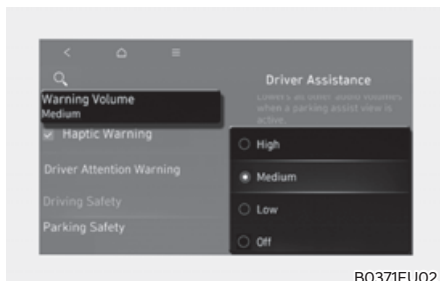 Driver Assistance
Warning Volume
Medium
Lowers all other audio volumes
when a parking assist view is
active.
Haptic Warning
Driver Attention Warning
Driving Safety
Parking Safety
High
Medium
Low
Off
B0371EU02